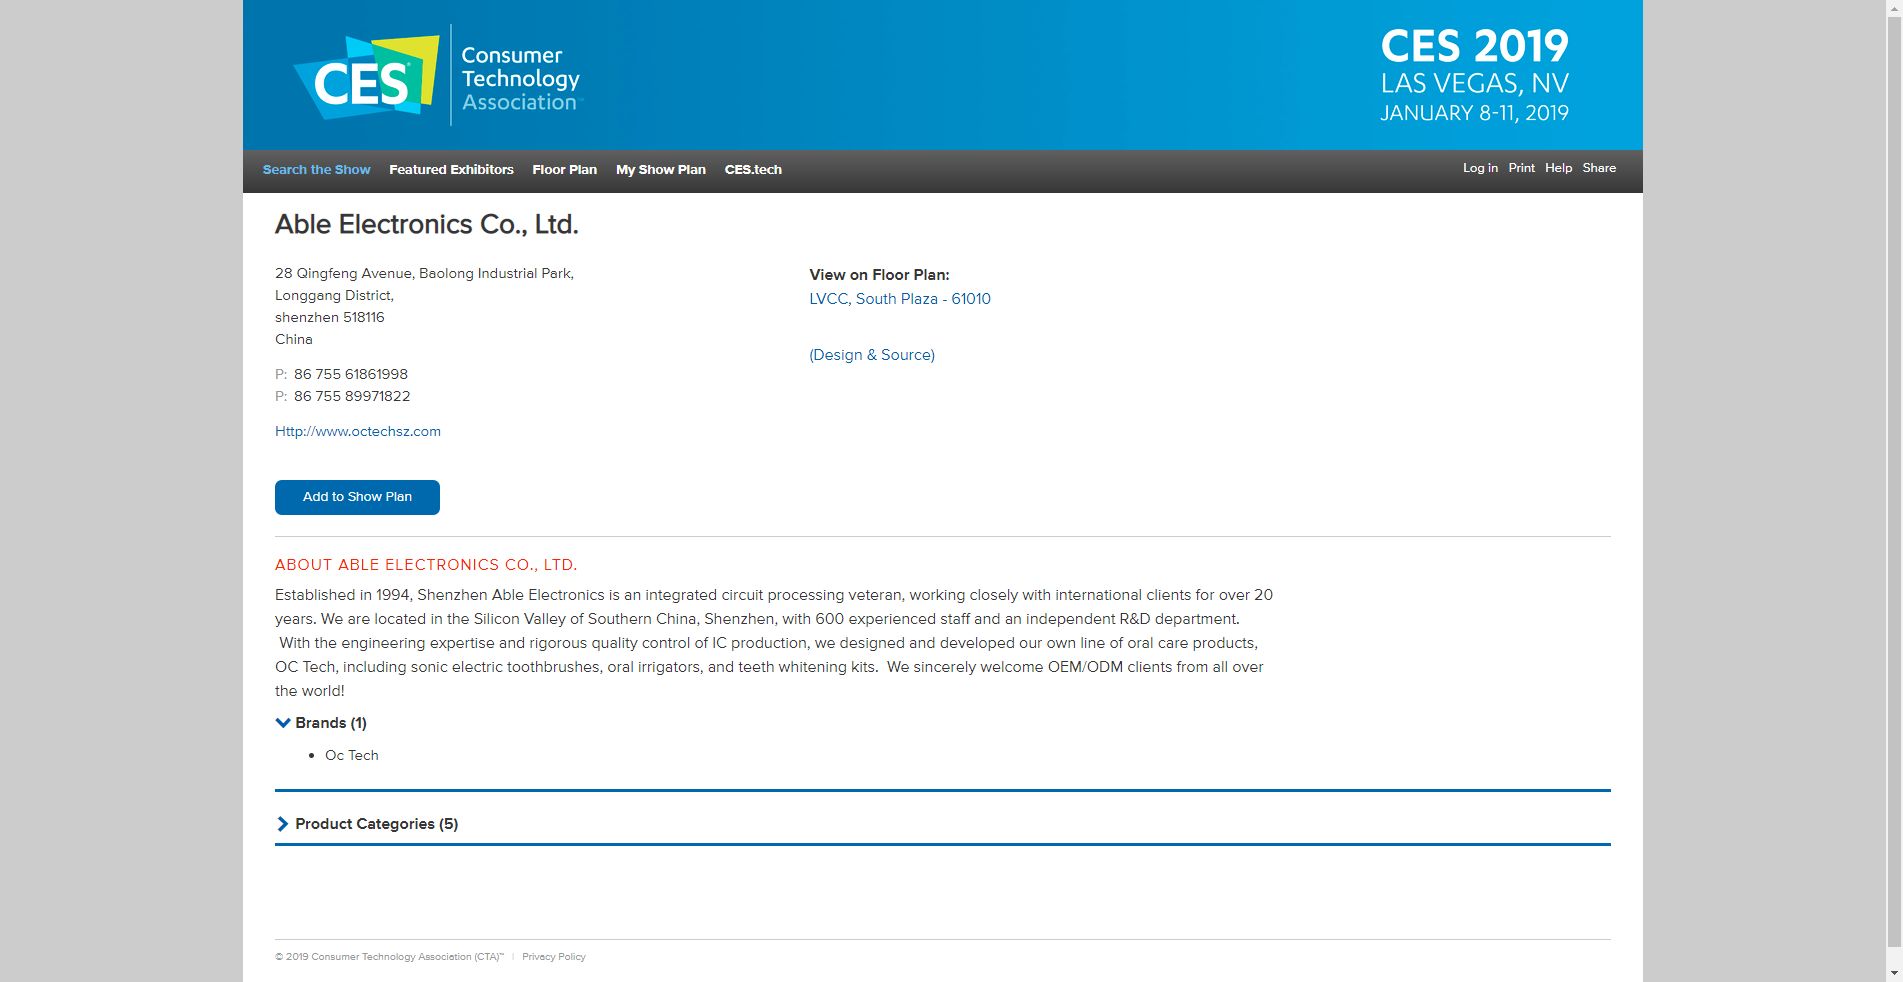 CES
Consumer
Technology
Association
CES 2019
LAS VEGAS, NV
JANUARY 8-11, 2019
Search the Show Featured Exhibitors Floor Plan My Show Plan CES.tech
Log in Print Help Share
Able Electronics Co., Ltd.
28 Qingfeng Avenue, Baolong Industrial Park,
Longgang District,
shenzhen 518116
China
P: 86 755 61861998
P: 86 755 89971822
Http://www.octechsz.com
View on Floor Plan:
LVCC, South Plaza - 61010
(Design & Source)
Add to Show Plan
ABOUT ABLE ELECTRONICS CO., LTD.
Established in 1994, Shenzhen Able Electronics is an integrated circuit processing veteran, working closely with international clients for over 20
years. We are located in the Silicon Valley of Southern China, Shenzhen, with 600 experienced staff and an independent R&D department.
With the engineering expertise and rigorous quality control of IC production, we designed and developed our own line of oral care products,
OC Tech, including sonic electric toothbrushes, oral irrigators, and teeth whitening kits. We sincerely welcome OEM/ODM clients from all over
the world!
Brands (1)
• Oc Tech
Product Categories (5)
© 2019 Consumer Technology Association (CTA)™ | Privacy Policy